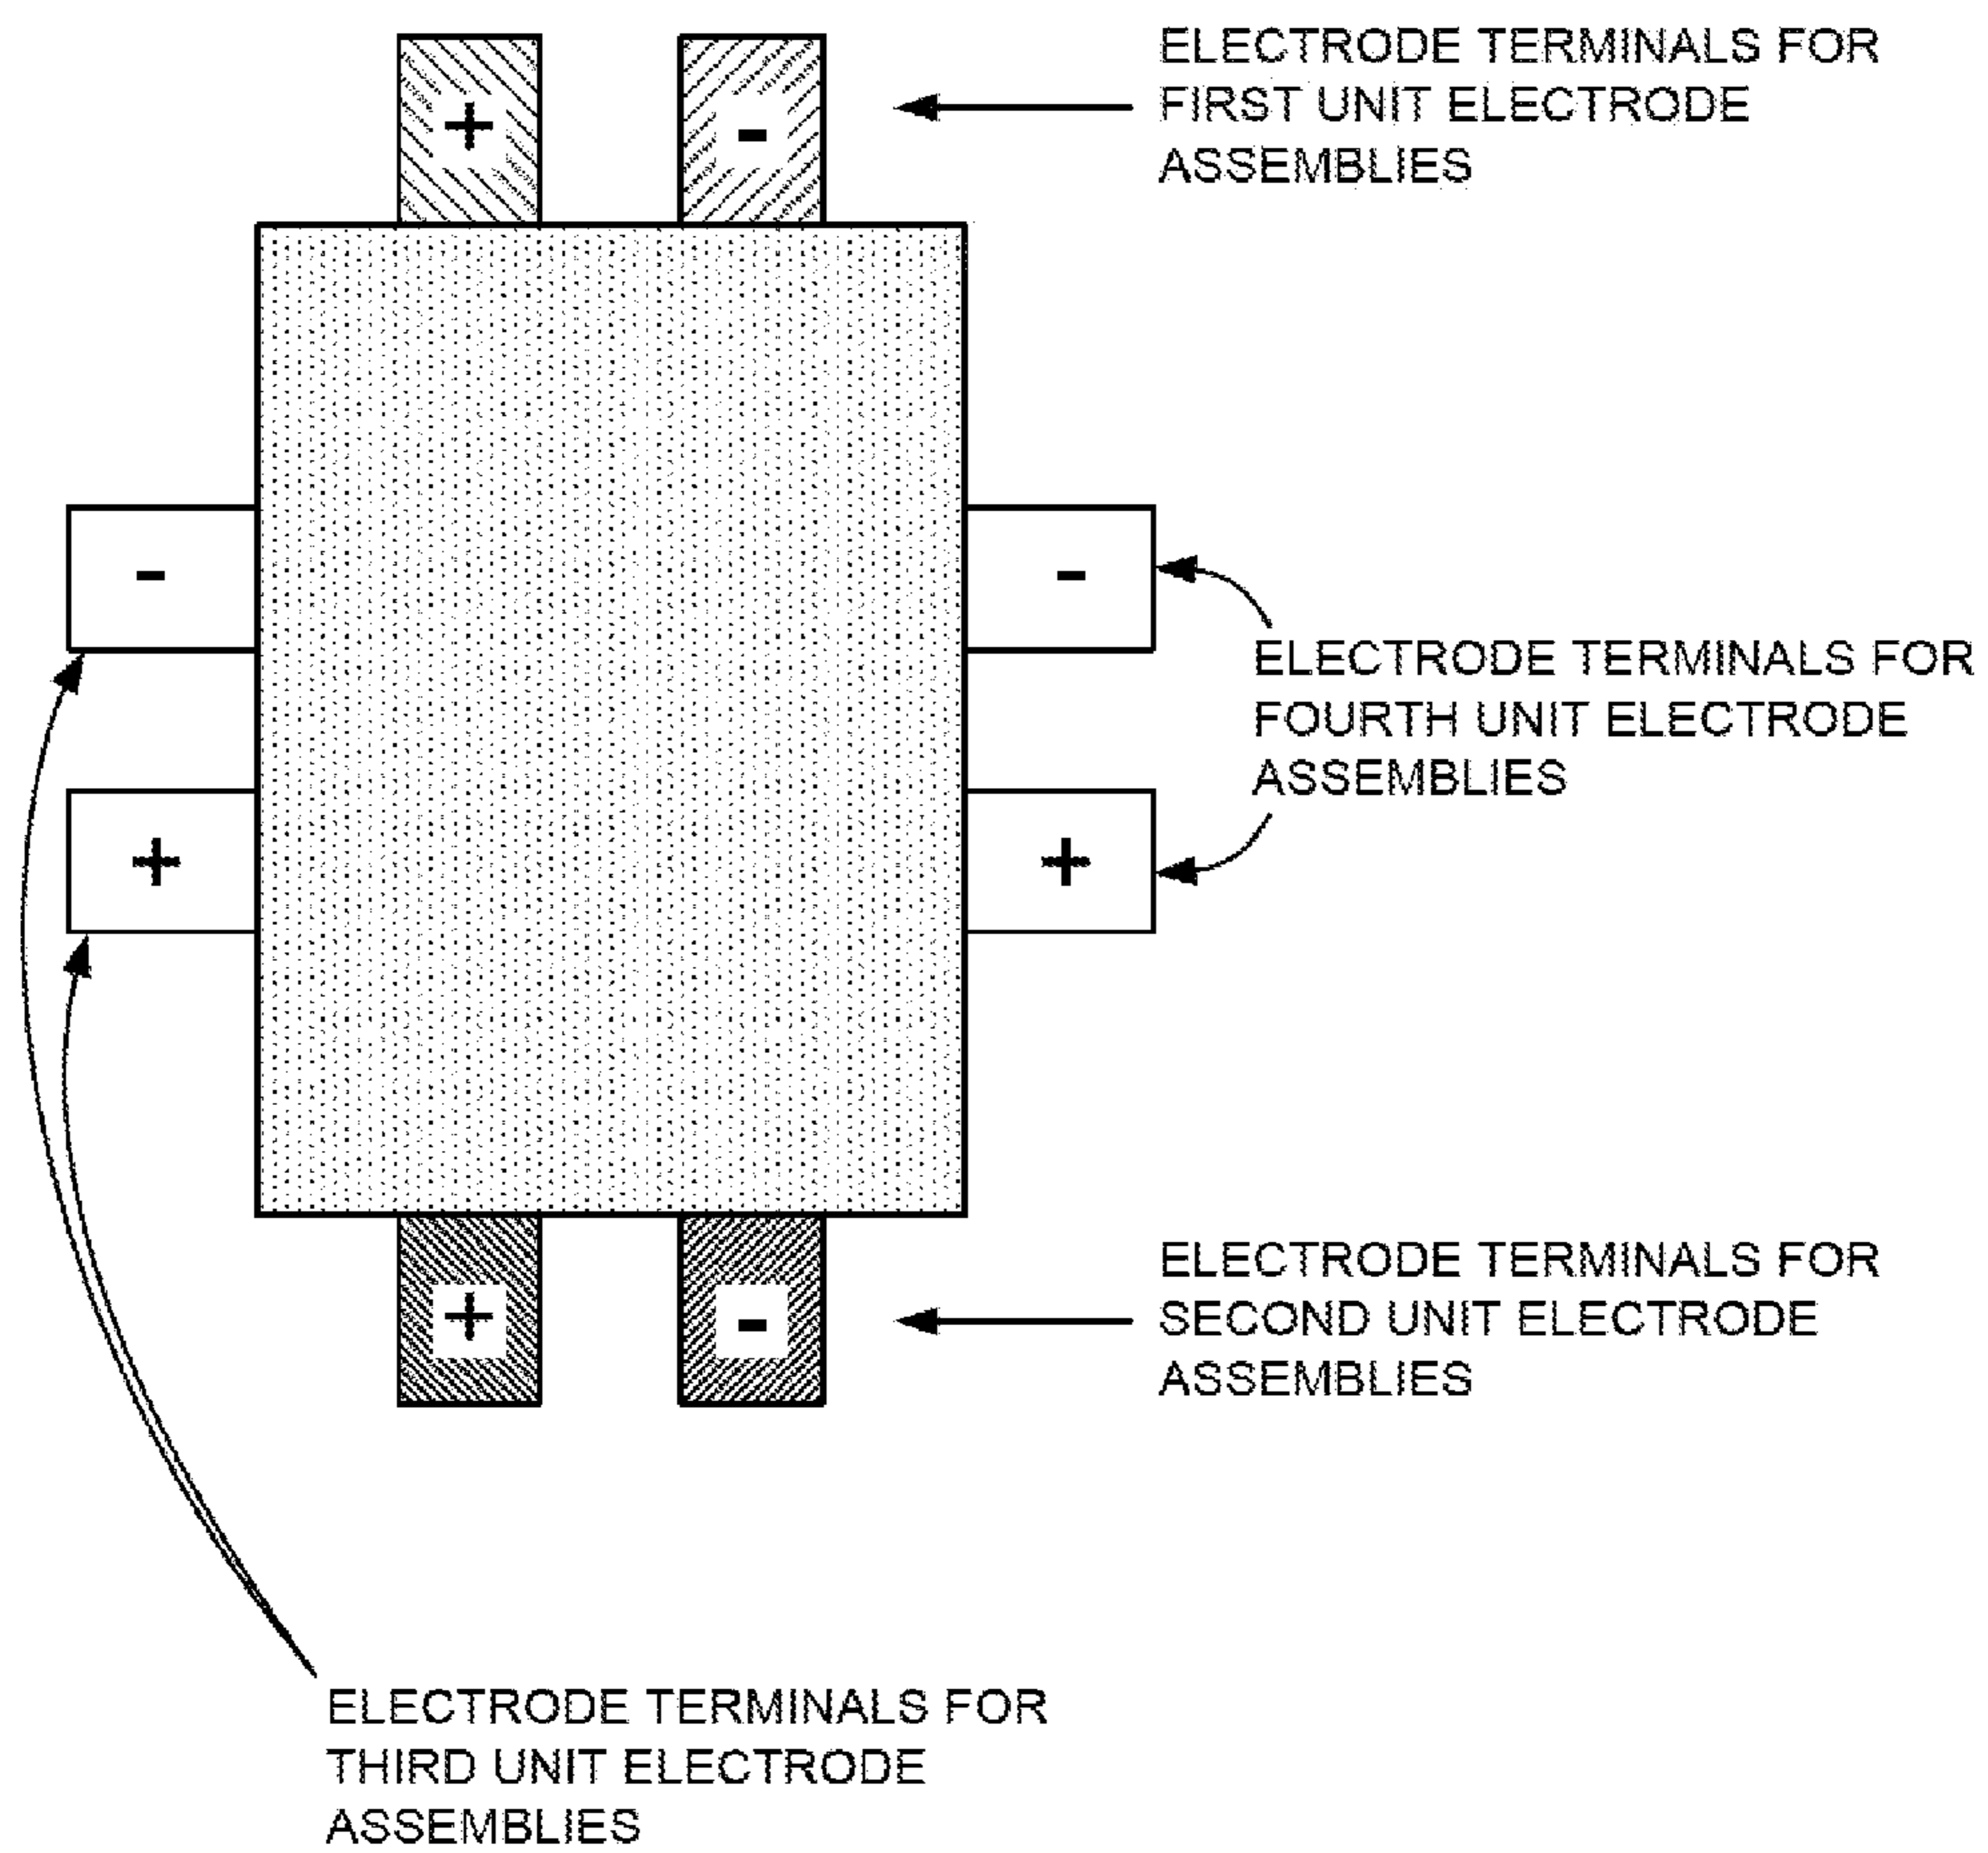 ELECTRODE TERMINALS FOR
FIRST UNIT ELECTRODE
ASSEMBLIES
+
-
-
-
ELECTRODE TERMINALS FOR
FOURTH UNIT ELECTRODE
ASSEMBLIES
+
+
ELECTRODE TERMINALS FOR
SECOND UNIT ELECTRODE
ASSEMBLIES
+
-
ELECTRODE TERMINALS FOR
THIRD UNIT ELECTRODE
ASSEMBLIES